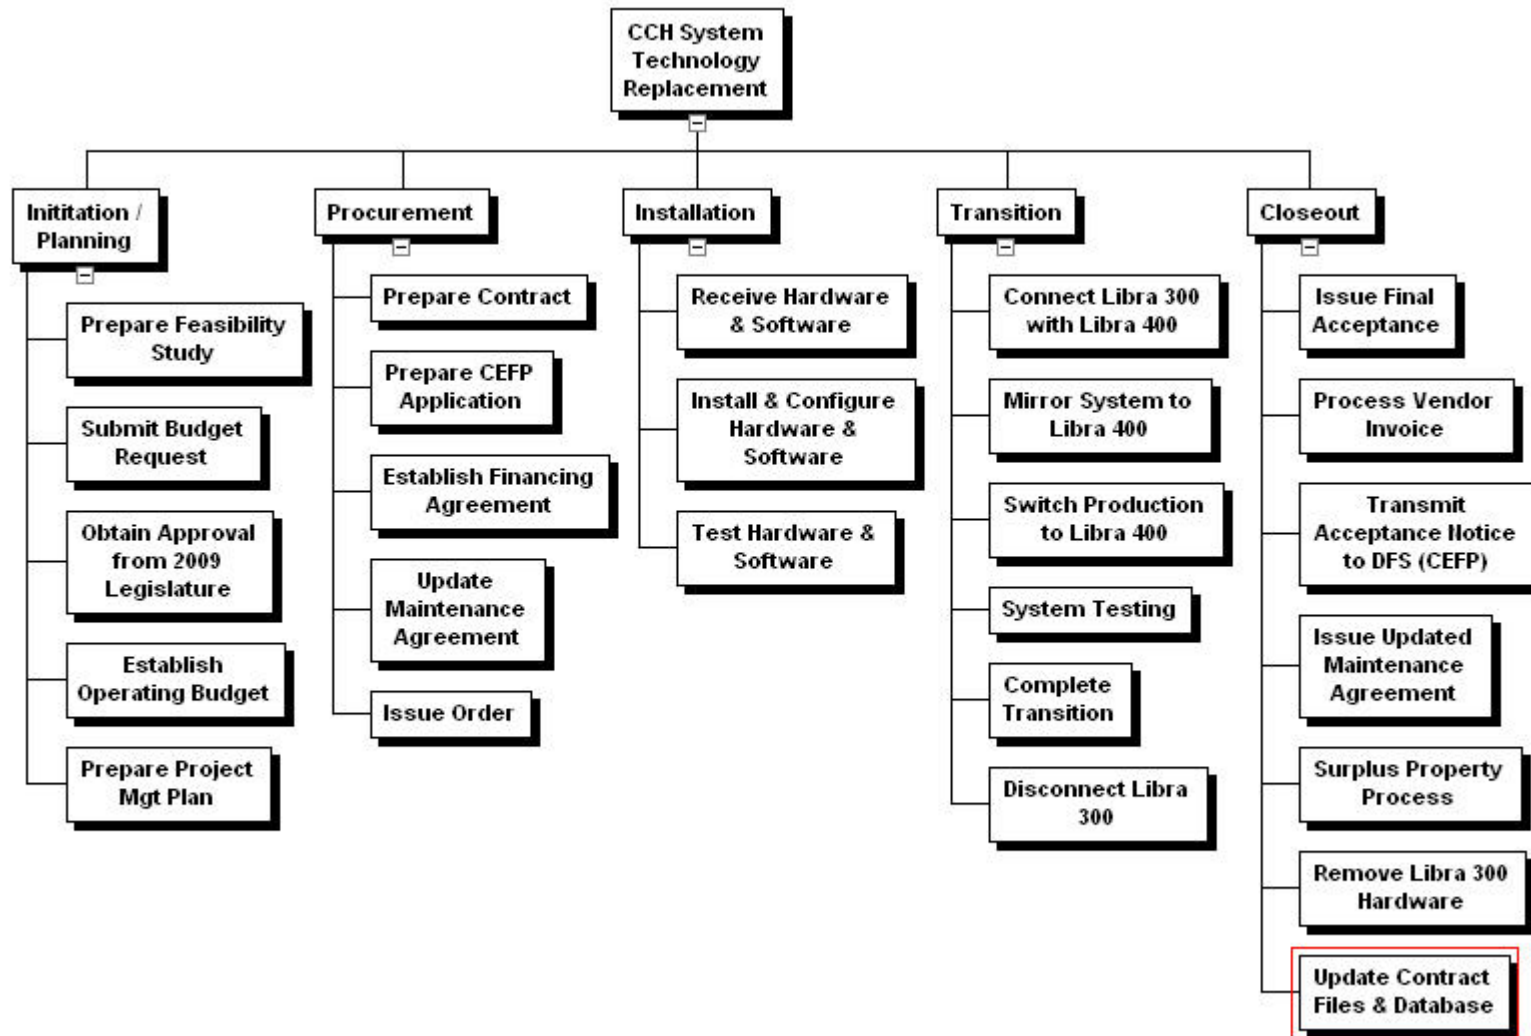 CCH System
Technology
Replacement
Inititation /
Planning
Prepare Feasibility
Study
Submit Budget
Request
Obtain Approval
from 2009
Legislature
Establish
Operating Budget
Prepare Project
Mgt Plan
Procurement
Prepare Contract
Prepare CEFP
Application
Establish Financing
Agreement
Update
Maintenance
Agreement
Issue Order
Installation
Receive Hardware
& Software
Install & Configure
Hardware &
Software
Test Hardware &
Software
Transition
Connect Libra 300
with Libra 400
Mirror System to
Libra 400
Switch Production
to Libra 400
System Testing
Complete
Transition
Disconnect Libra
300
Closeout
Issue Final
Acceptance
Process Vendor
Invoice
Transmit
Acceptance Notice
to DFS (CEFP)
Issue Updated
Maintenance
Agreement
Surplus Property
Process
Remove Libra 300
Hardware
Update Contract
Files & Database